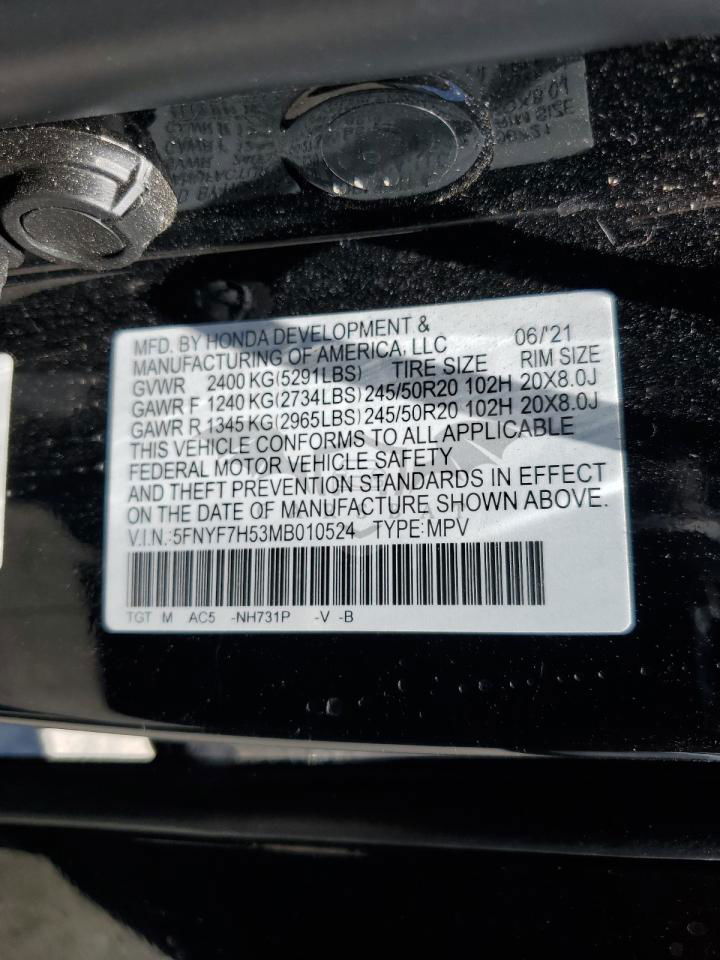 MFD. BY HONDA DEVELOPMENT & 06/'21
MANUFACTURING OF AMERICA, LLC
GVWR 2400 KG(5291LBS) TIRE SIZE RIM SIZE
GAWR F 1240 KG(2734LBS) 245/50R20 102H 20X8.0J
GAWR R 1345 KG(2965LBS) 245/50R20 102H 20X8.0J
THIS VEHICLE CONFORMS TO ALL APPLICABLE
FEDERAL MOTOR VEHICLE SAFETY
AND THEFT PREVENTION STANDARDS IN EFFECT
ON THE DATE OF MANUFACTURE SHOWN ABOVE.
V.I.N.:5FNYF7H53MB010524 TYPE:MPV
TGT M AC5 -NH731P -V -B